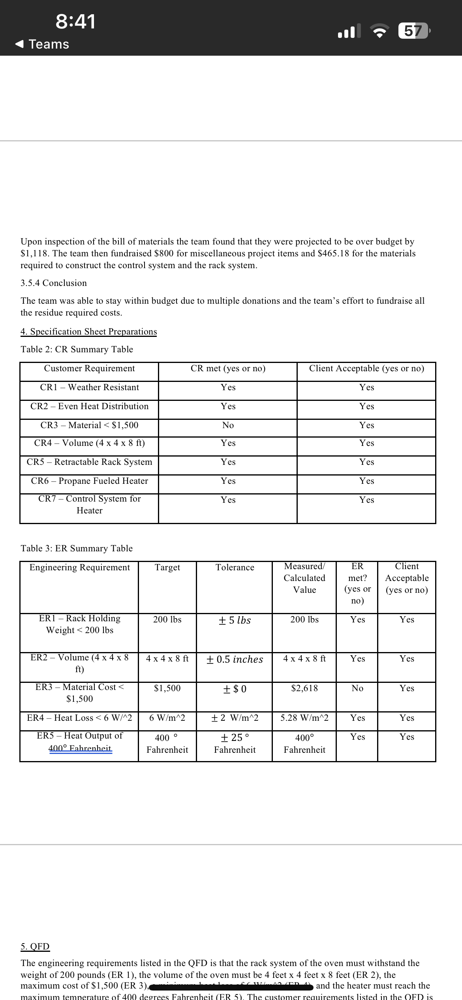 8:41
57
◀ Teams
Upon inspection of the bill of materials the team found that they were projected to be over budget by
$1,118. The team then fundraised $800 for miscellaneous project items and $465.18 for the materials
required to construct the control system and the rack system.
3.5.4 Conclusion
The team was able to stay within budget due to multiple donations and the team’s effort to fundraise all
the residue required costs.
4. Specification Sheet Preparations
Table 2: CR Summary Table
Customer Requirement CR met (yes or no) Client Acceptable (yes or no)
CR1 – Weather Resistant Yes Yes
CR2 – Even Heat Distribution Yes Yes
CR3 – Material < $1,500 No Yes
CR4 – Volume (4 x 4 x 8 ft) Yes Yes
CR5 – Retractable Rack System Yes Yes
CR6 – Propane Fueled Heater Yes Yes
CR7 – Control System for Yes Yes
Heater
Table 3: ER Summary Table
Engineering Requirement Target Tolerance Measured/ ER Client
Calculated met? Acceptable
Value (yes or (yes or no)
no)
ER1 – Rack Holding 200 lbs ± 5 lbs 200 lbs Yes Yes
Weight < 200 lbs
ER2 – Volume (4 x 4 x 8 4 x 4 x 8 ft ± 0.5 inches 4 x 4 x 8 ft Yes Yes
ft)
ER3 – Material Cost < $1,500 ± $ 0 $2,618 No Yes
$1,500
ER4 – Heat Loss < 6 W/^2 6 W/m^2 ± 2 W/m^2 5.28 W/m^2 Yes Yes
ER5 – Heat Output of 400 ° ± 25 ° 400° Yes Yes
400° Fahrenheit Fahrenheit Fahrenheit Fahrenheit
5. QFD
The engineering requirements listed in the QFD is that the rack system of the oven must withstand the
weight of 200 pounds (ER 1), the volume of the oven must be 4 feet x 4 feet x 8 feet (ER 2), the
maximum cost of $1,500 (ER 3), a minimum heat loss of 6 W/m^2 (ER 4), and the heater must reach the
maximum temperature of 400 degrees Fahrenheit (ER 5). The customer requirements listed in the QFD is